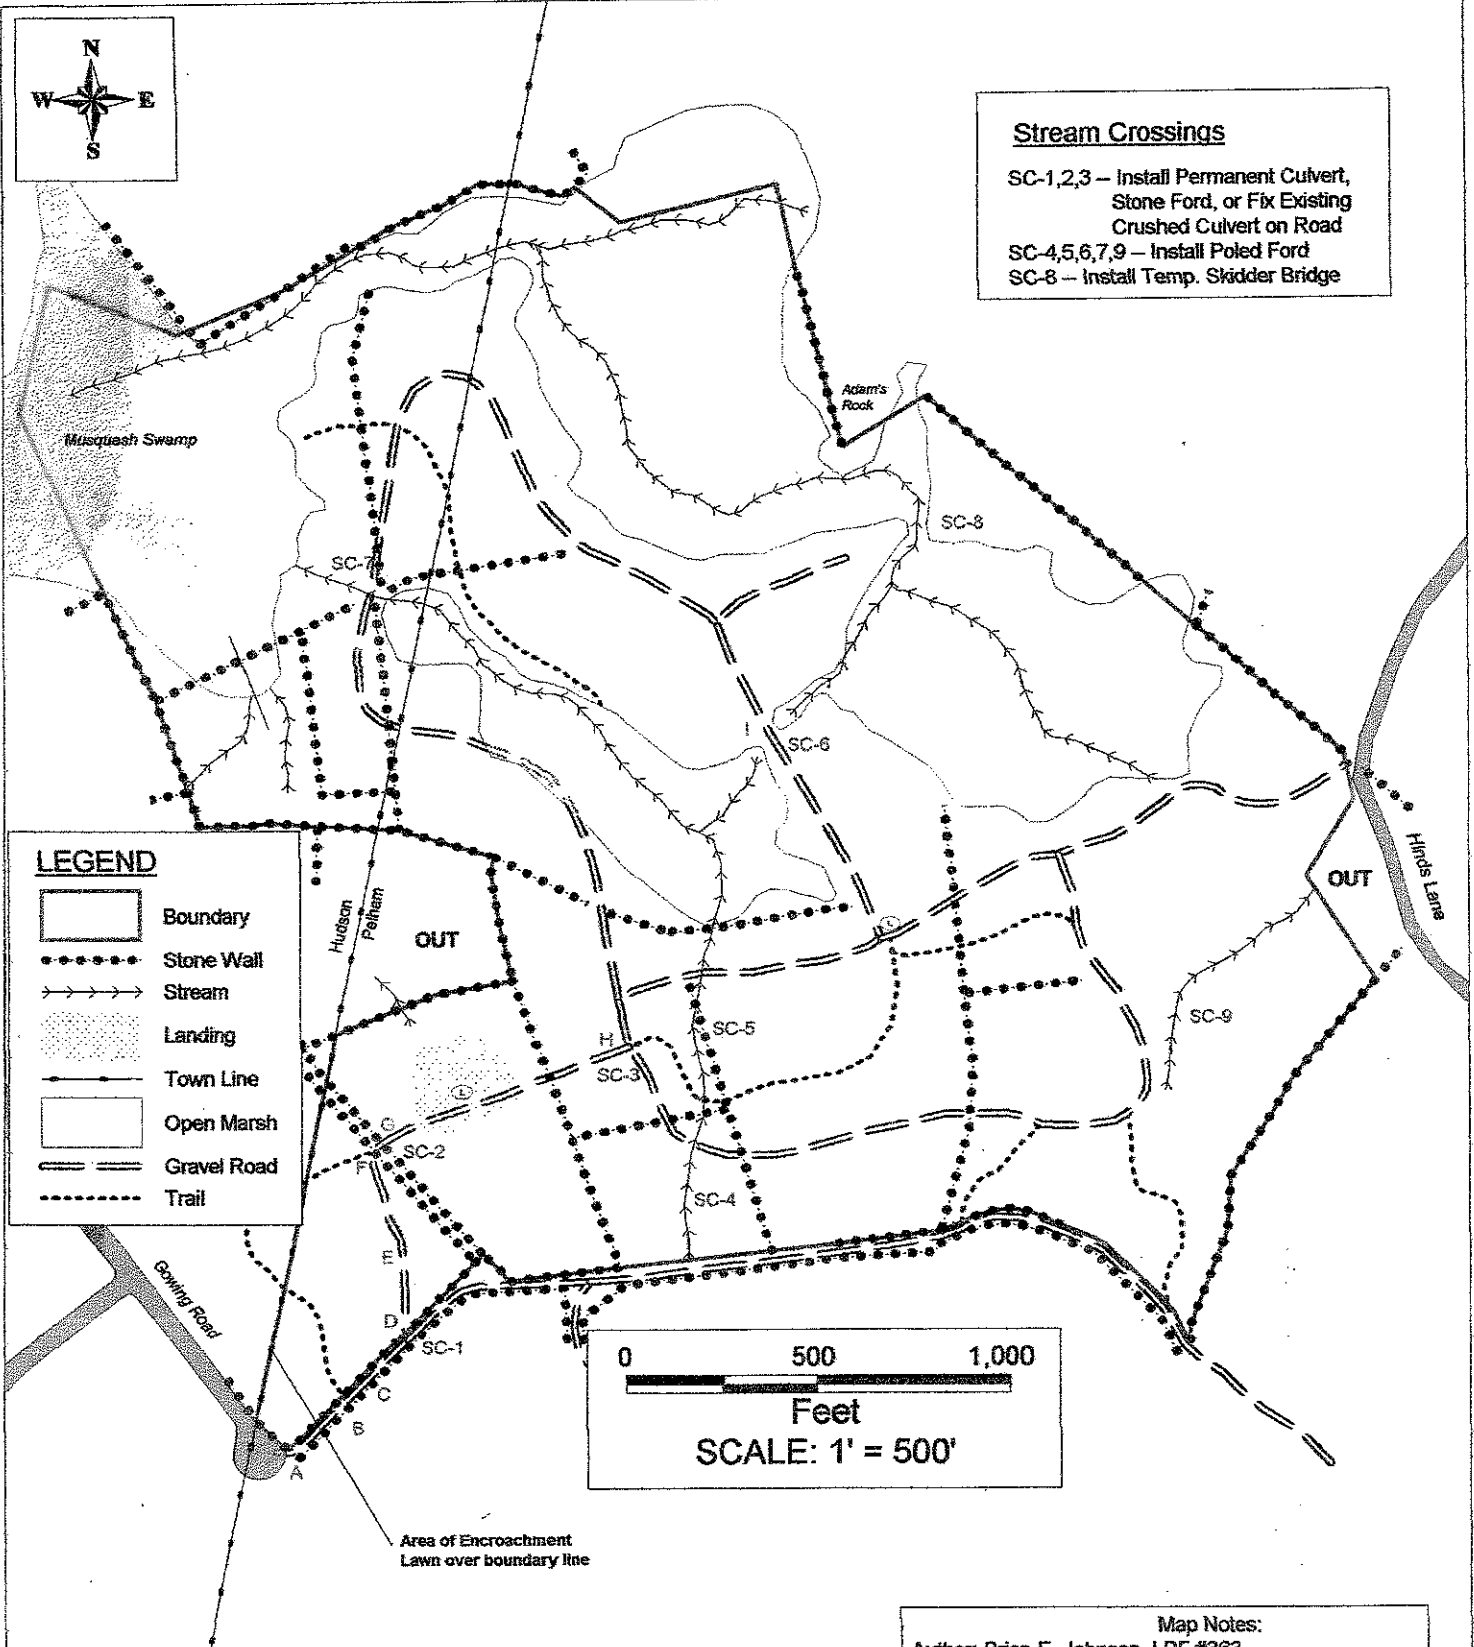 N
W E
S
Stream Crossings
SC-1,2,3 – Install Permanent Culvert,
Stone Ford, or Fix Existing
Crushed Culvert on Road
SC-4,5,6,7,9 – Install Poled Ford
SC-8 – Install Temp. Skidder Bridge
Adam's
Rock
Musquash Swamp
SC-8
SC-7
I
SC-6
Hinds Lane
OUT
LEGEND
Boundary
Stone Wall
Stream
Landing
Town Line
Open Marsh
Gravel Road
Trail
Hudson
Pelham
OUT
L
SC-9
SC-5
H
SC-3
L
G
SC-2
F
SC-4
E
Gowing Road
D
SC-1
C
B
A
0 500 1,000
Feet
SCALE: 1' = 500'
Area of Encroachment
Lawn over boundary line
Map Notes: